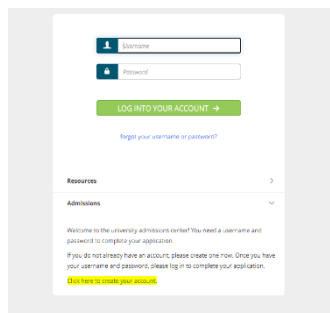 Username
Password
LOG INTO YOUR ACCOUNT →
forgot your username or password?
Resources
Admissions
Welcome to the university admissions center! You need a username and
password to complete your application.
If you do not already have an account, please create one now. Once you have
your username and password, please log in to complete your application.
Click here to create your account.